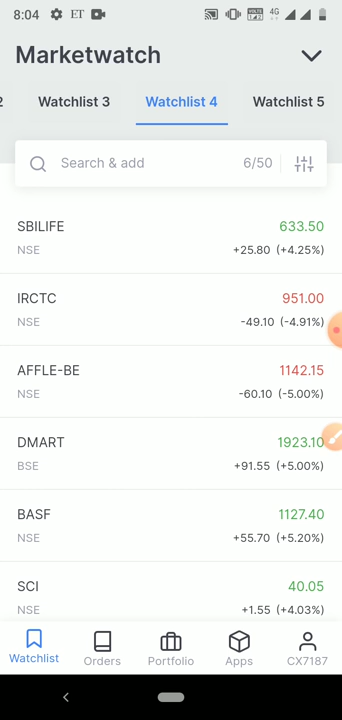 8:04 ET VOLTE 4G
Marketwatch
2 Watchlist 3 Watchlist 4 Watchlist 5
Search & add 6/50
SBILIFE 633.50
NSE +25.80 (+4.25%)
IRCTC 951.00
NSE -49.10 (-4.91%)
AFFLE-BE 1142.15
NSE -60.10 (-5.00%)
DMART 1923.10
BSE +91.55 (+5.00%)
BASF 1127.40
NSE +55.70 (+5.20%)
SCI 40.05
NSE +1.55 (+4.03%)
Watchlist Orders Portfolio Apps CX7187